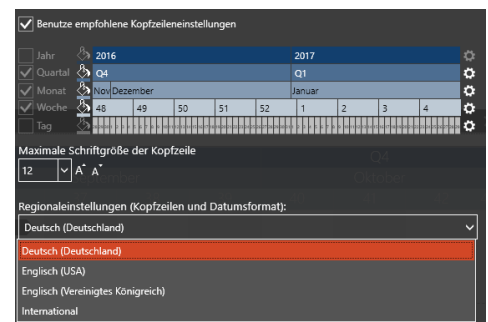 Benutze empfohlene Kopfzeileneinstellungen
Jahr 2016 2017
Quartal Q4 Q1
Monat Nov Dezember Januar
Woche 48 49 50 51 52 1 2 3 4
Tag
Maximale Schriftgröße der Kopfzeile
Q4
12 A A
Oktober
Regionaleinstellungen (Kopfzeilen und Datumsformat):
Deutsch (Deutschland)
Deutsch (Deutschland)
Englisch (USA)
Englisch (Vereinigtes Königreich)
International